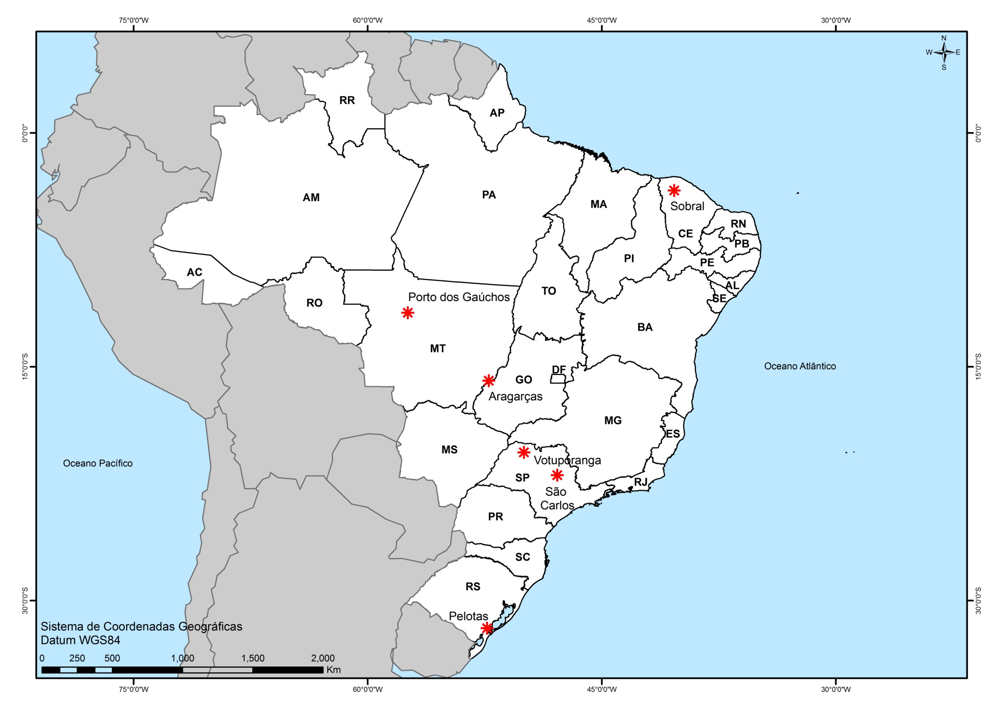 75°0'0"W
60°0'0"W
45°0'0"W
30°0'0"W
N
W
E
S
RR
AP
0°0'0"
0°0'0"
AM
PA
MA
Sobral
CE
RN
PB
PI
PE
AC
AL
TO
Porto dos Gaúchos
SE
RO
BA
MT
15°0'0"S
DF
GO
Oceano Atlântico
15°0'0"S
Aragarças
MG
ES
MS
Oceano Pacífico
Votuporanga
SP
RJ
São
Carlos
PR
SC
RS
30°0'0"S
30°0'0"S
Pelotas
Sistema de Coordenadas Geográficas
Datum WGS84
0 250 500 1,000 1,500 2,000
Km
75°0'0"W
60°0'0"W
45°0'0"W
30°0'0"W